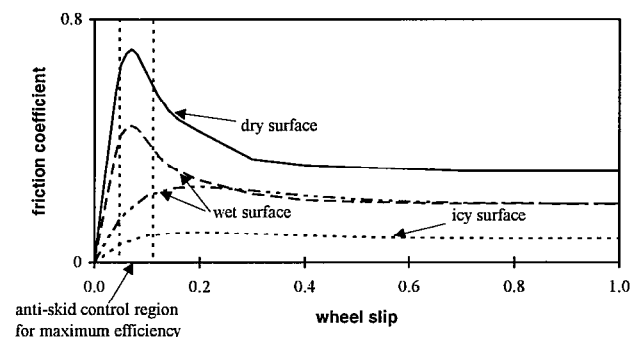 0.8
friction coefficient
dry surface
wet surface
icy surface
0
0.0 0.2 0.4 0.6 0.8 1.0
anti-skid control region
for maximum efficiency
wheel slip